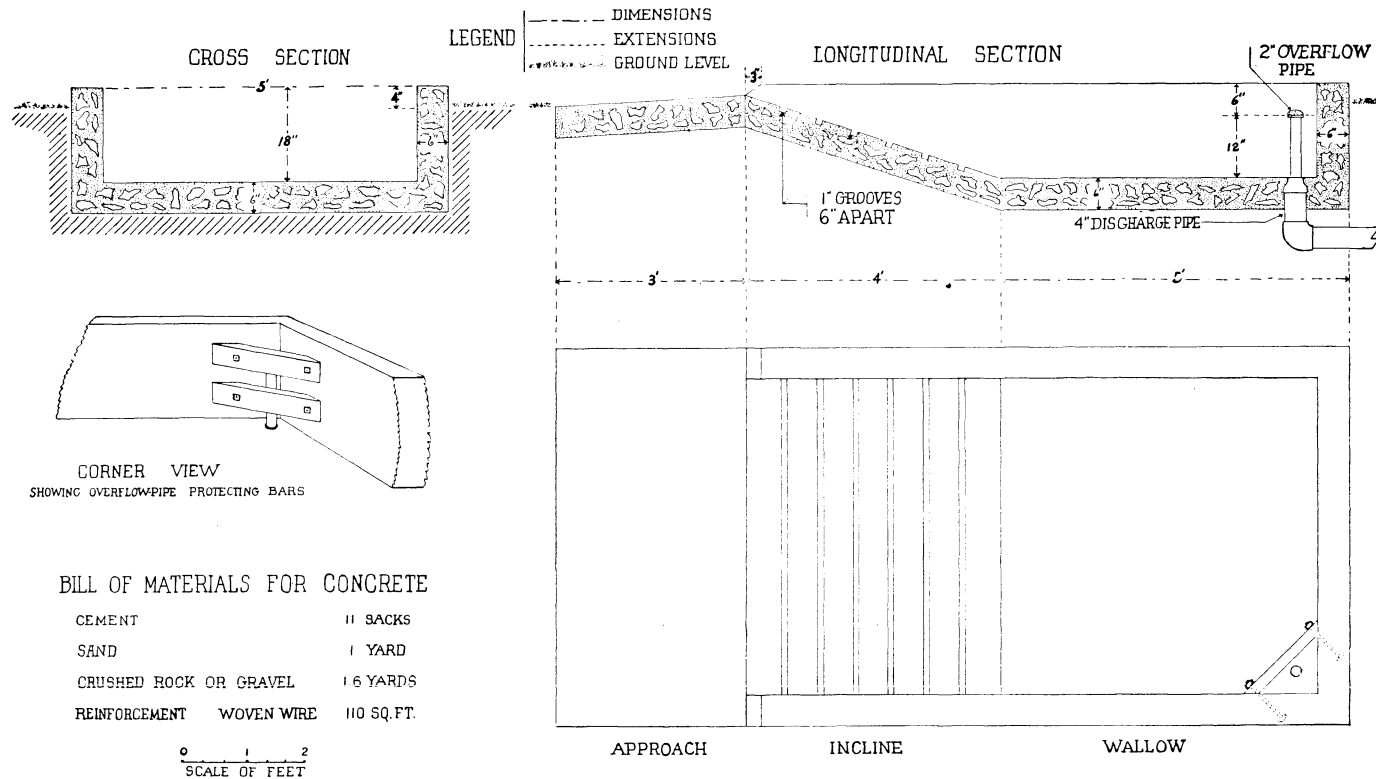 LEGEND
DIMENSIONS
EXTENSIONS
GROUND LEVEL
CROSS SECTION
5'
4"
18"
6"
6"
LONGITUDINAL SECTION
2" OVERFLOW
PIPE
3"
6"
12"
6"
6"
1" GROOVES
6" APART
4" DISCHARGE PIPE
3'
4'
5'
CORNER VIEW
SHOWING OVERFLOW-PIPE PROTECTING BARS
BILL OF MATERIALS FOR CONCRETE
CEMENT 11 SACKS
SAND 1 YARD
CRUSHED ROCK OR GRAVEL 1 6 YARDS
REINFORCEMENT WOVEN WIRE 110 SQ. FT.
0 1 2
SCALE OF FEET
APPROACH INCLINE WALLOW